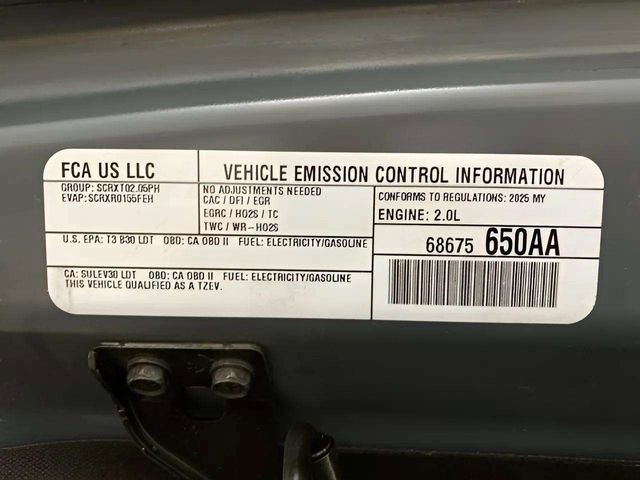 FCA US LLC
VEHICLE EMISSION CONTROL INFORMATION
GROUP: SCRXT02.05PH
EVAP: SCRXR0155FEH
NO ADJUSTMENTS NEEDED
CAC / DFI / EGR
EGRC / HO2S / TC
TWC / WR-HO2S
CONFORMS TO REGULATIONS: 2025 MY
ENGINE: 2.0L
U.S. EPA: T3 B30 LDT OBD: CA OBD II FUEL: ELECTRICITY/GASOLINE
68675 650AA
CA: SULEV30 LDT OBD: CA OBD II FUEL: ELECTRICITY/GASOLINE
THIS VEHICLE QUALIFIED AS A TZEV.